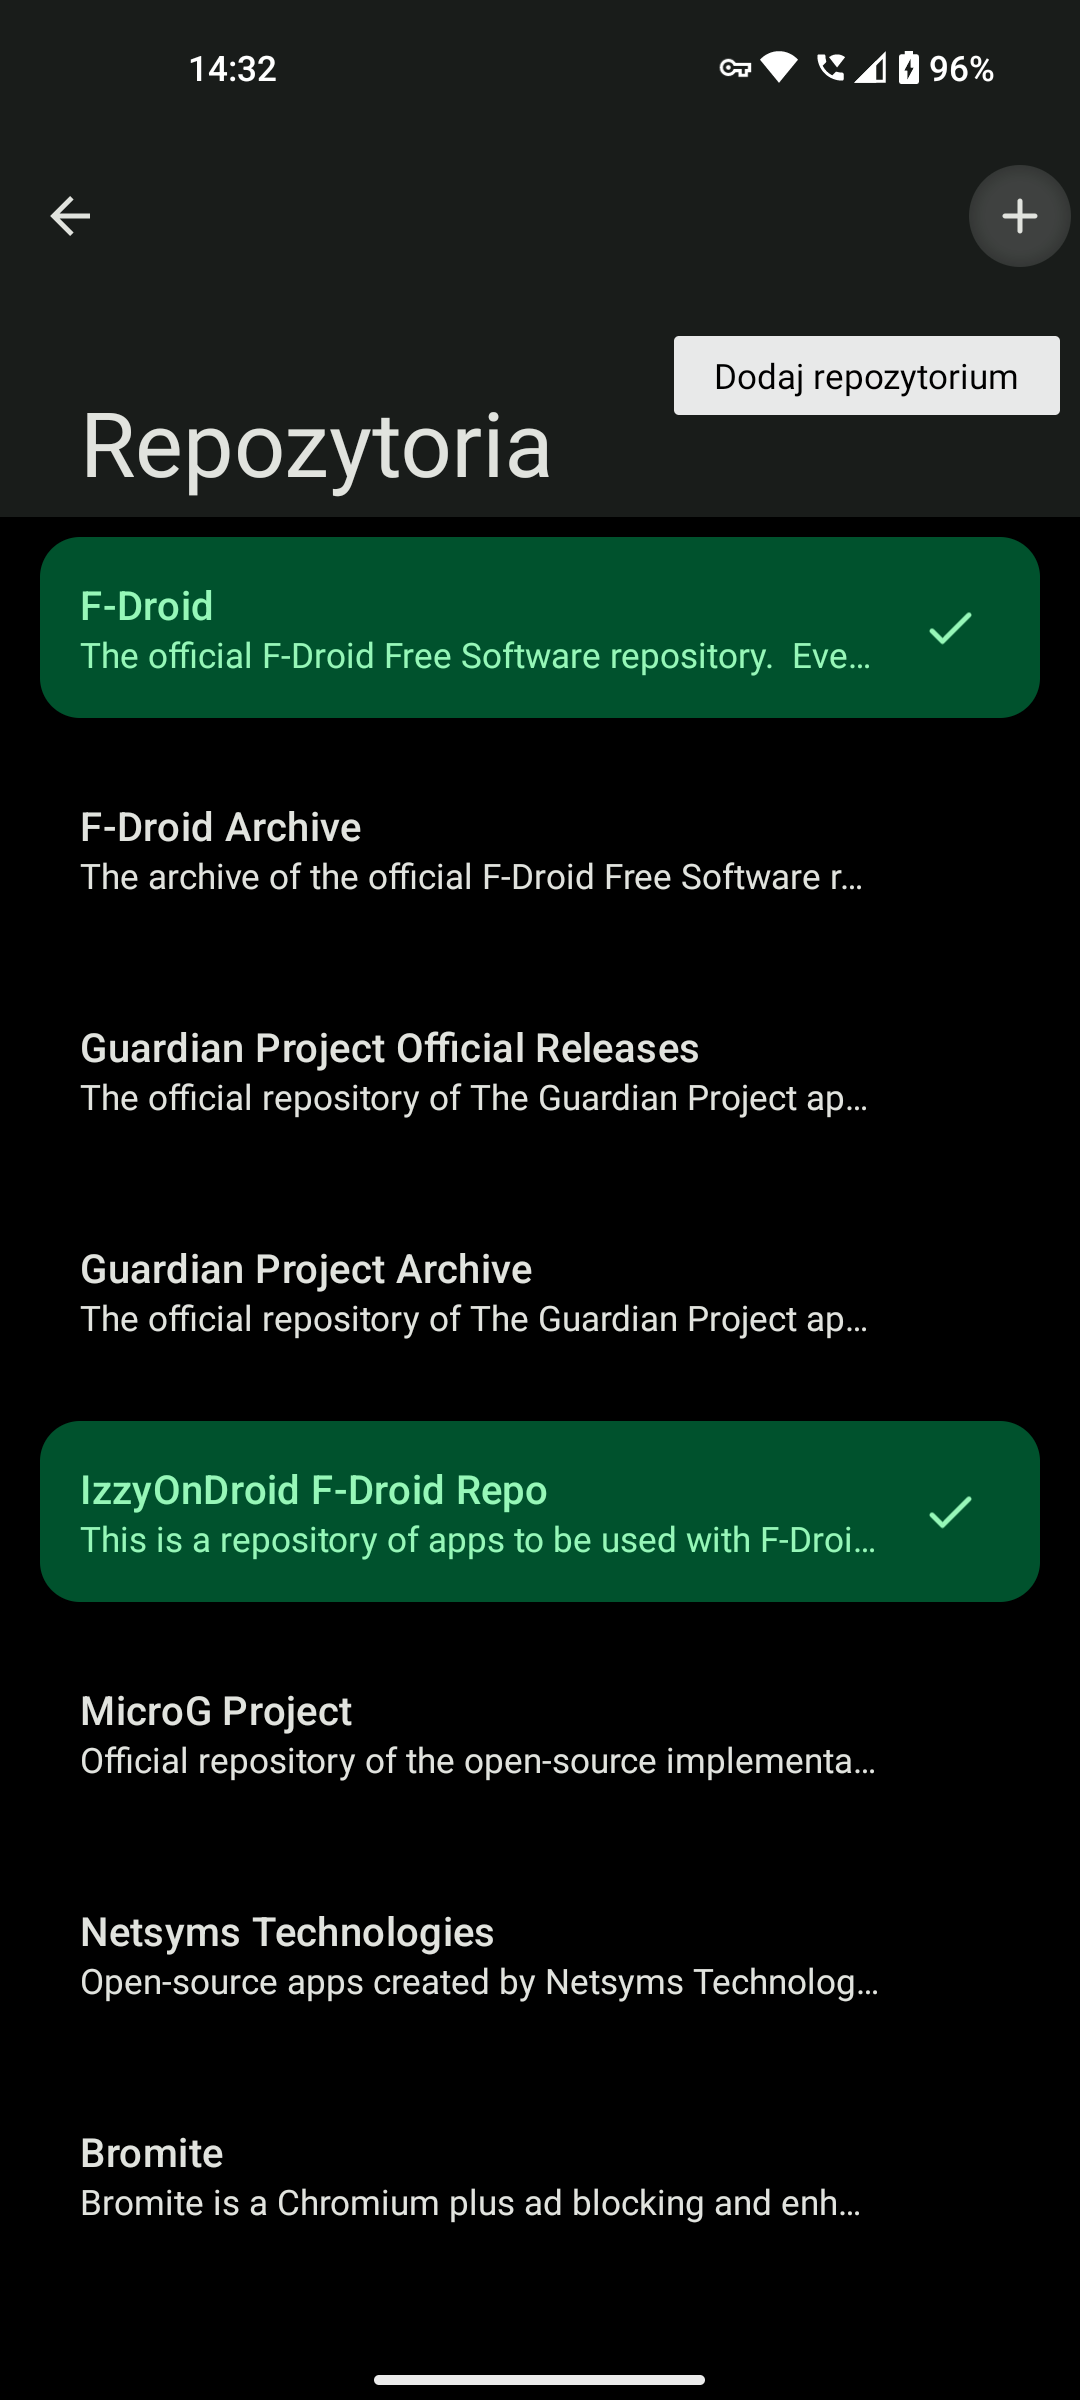 14:32
96%
Dodaj repozytorium
Repozytoria
F-Droid
The official F-Droid Free Software repository.  Eve…
F-Droid Archive
The archive of the official F-Droid Free Software r…
Guardian Project Official Releases
The official repository of The Guardian Project ap…
Guardian Project Archive
The official repository of The Guardian Project ap…
IzzyOnDroid F-Droid Repo
This is a repository of apps to be used with F-Droi…
MicroG Project
Official repository of the open-source implementa…
Netsyms Technologies
Open-source apps created by Netsyms Technolog…
Bromite
Bromite is a Chromium plus ad blocking and enh…